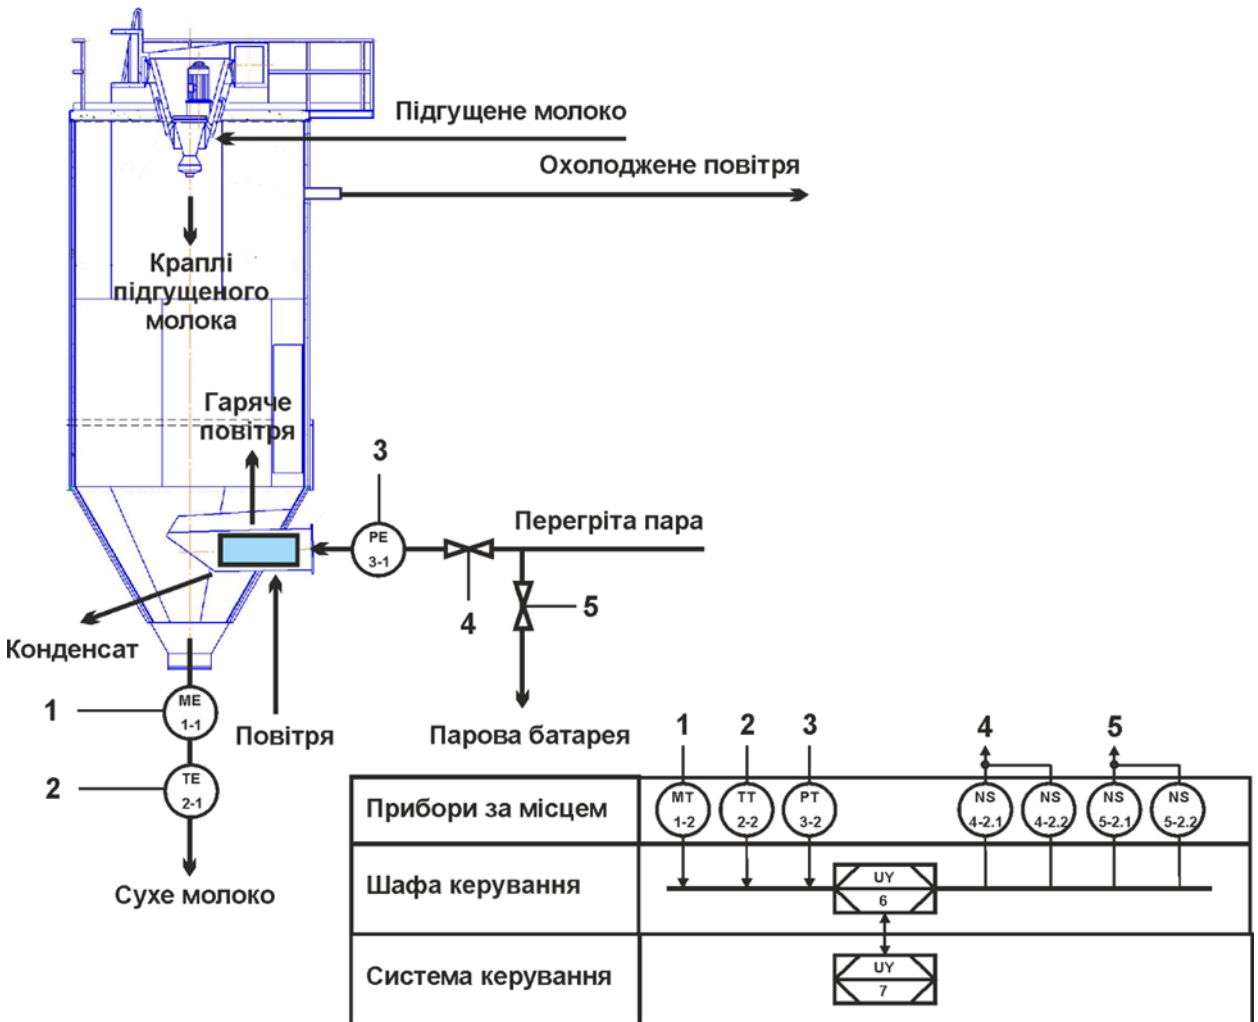 Підгущене молоко
Охолоджене повітря
Краплі
підгущеного
молока
Гаряче
повітря
3
PE
3-1
Перегріта пара
4
5
Конденсат
1
ME
1-1
Повітря
Парова батарея
2
TE
2-1
Сухе молоко
1
2
3
4
5
Прибори за місцем
MT
1-2
TT
2-2
PT
3-2
NS
4-2.1
NS
4-2.2
NS
5-2.1
NS
5-2.2
Шафа керування
UY
6
Система керування
UY
7